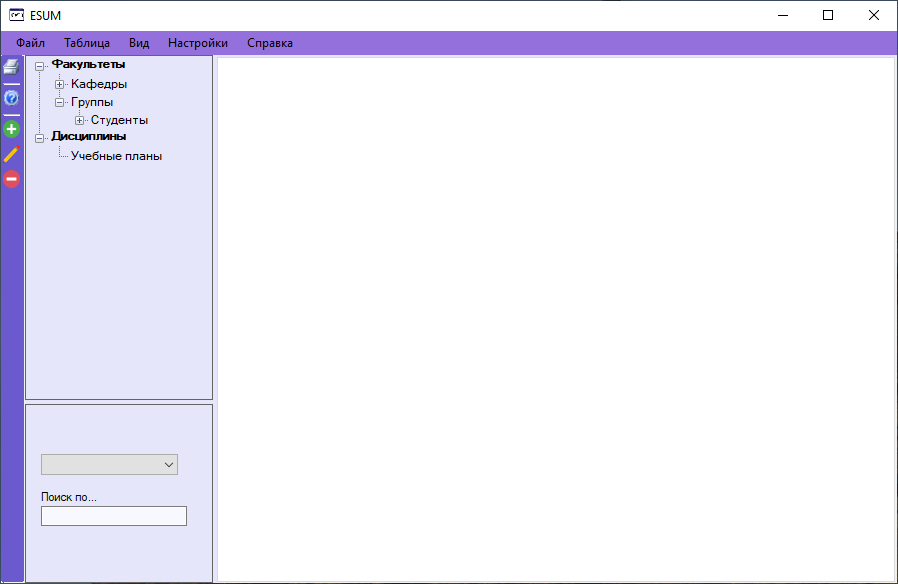 ESUM
Файл Таблица Вид Настройки Справка
Факультеты
Кафедры
Группы
Студенты
Дисциплины
Учебные планы
Поиск по...